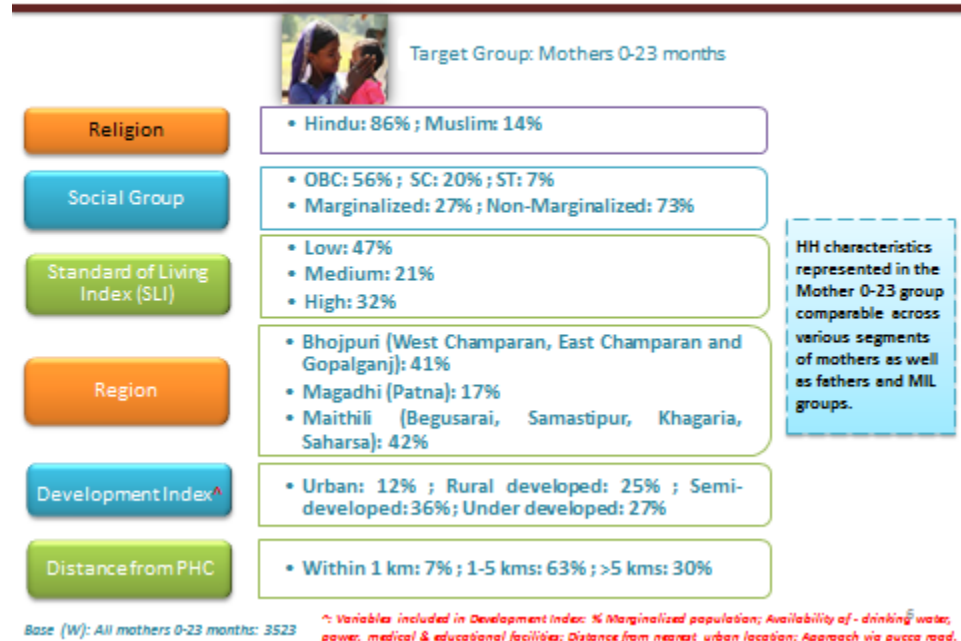 Target Group: Mothers 0-23 months
Religion
• Hindu: 86% ; Muslim: 14%
Social Group
• OBC: 56% ; SC: 20% ; ST: 7%
• Marginalized: 27% ; Non-Marginalized: 73%
Standard of Living
Index (SLI)
• Low: 47%
• Medium: 21%
• High: 32%
HH characteristics
represented in the
Mother 0-23 group
comparable across
various segments
of mothers as well
as fathers and MIL
groups.
Region
• Bhojpuri (West Champaran, East Champaran and
Gopalganj): 41%
• Magadhi (Patna): 17%
• Maithili (Begusarai, Samastipur, Khagaria,
Saharsa): 42%
Development Index^
• Urban: 12% ; Rural developed: 25% ; Semi-
developed: 36% ; Under developed: 27%
Distance from PHC
• Within 1 km: 7% ; 1-5 kms: 63% ; >5 kms: 30%
Base (W): All mothers 0-23 months: 3523
^: Variables included in Development Index: % Marginalized population; Availability of - drinking water,
power, medical & educational facilities; Distance from nearest urban location; Approach via pucca road.
6